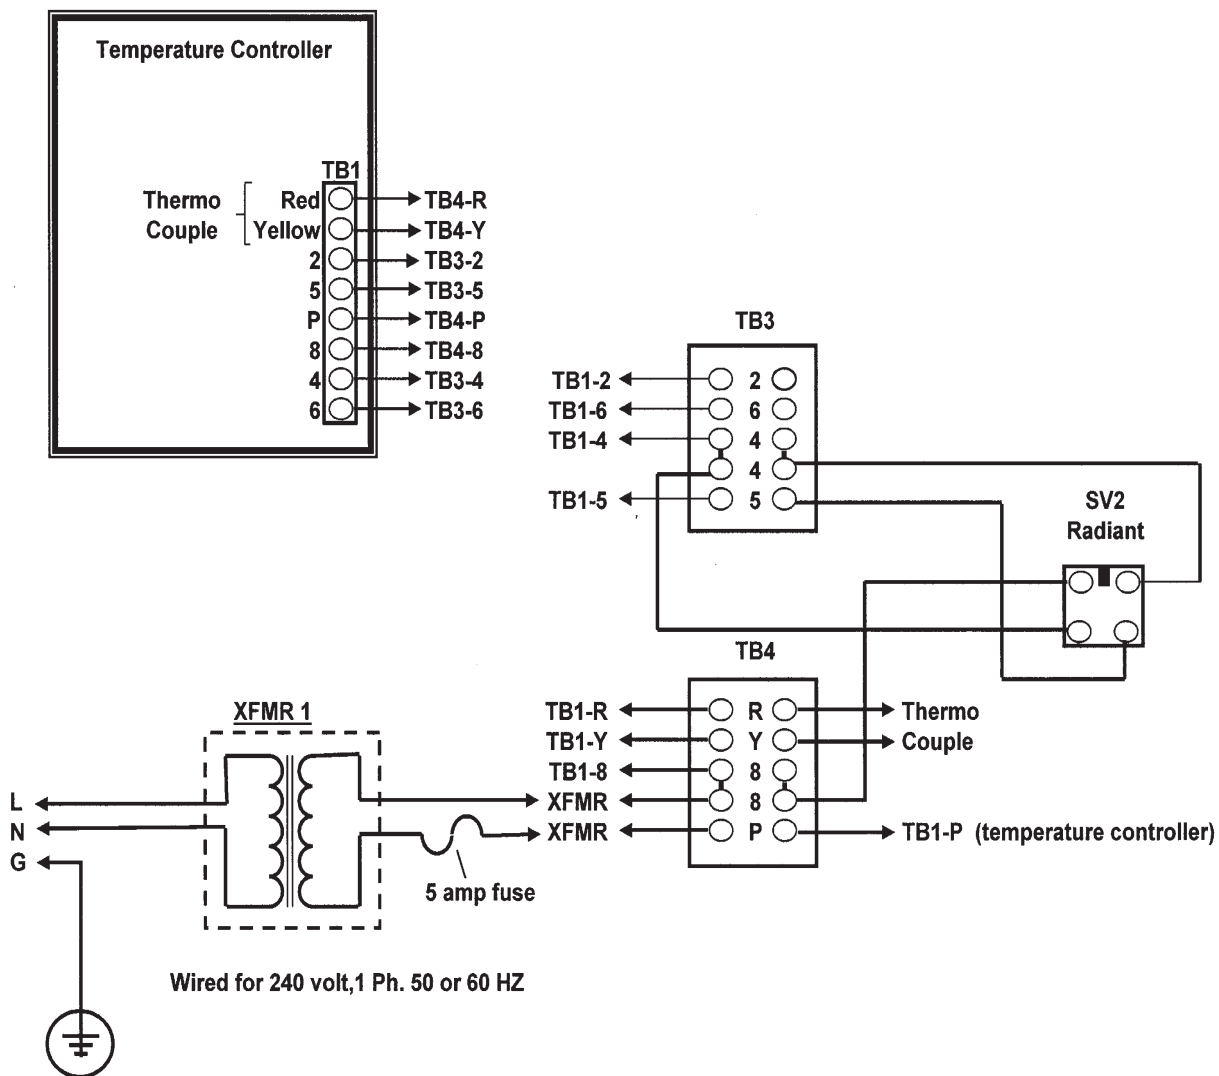 Temperature Controller
TB1
Thermo Couple
Red TB4-R
Yellow TB4-Y
2 TB3-2
5 TB3-5
P TB4-P
8 TB4-8
4 TB3-4
6 TB3-6
TB3
TB1-2 2
TB1-6 6
TB1-4 4
4
TB1-5 5
SV2
Radiant
TB4
TB1-R R Thermo
TB1-Y Y Couple
TB1-8 8
XFMR 8
XFMR P TB1-P (temperature controller)
XFMR 1
L
N
G
5 amp fuse
Wired for 240 volt,1 Ph. 50 or 60 HZ